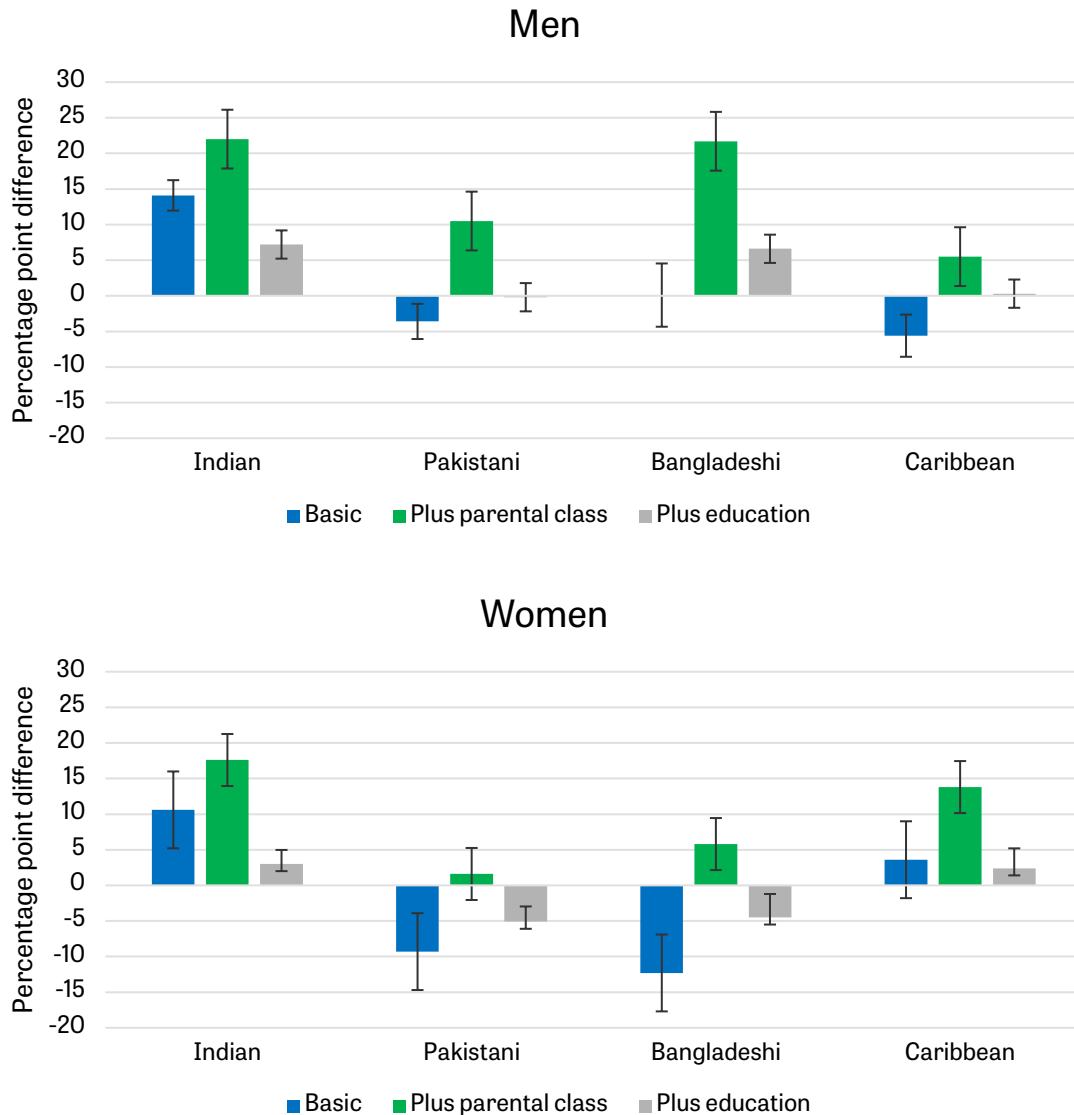 Men
Percentage point difference
30
25
20
15
10
5
0
-5
-10
-15
-20
Indian Pakistani Bangladeshi Caribbean
Basic Plus parental class Plus education
Women
Percentage point difference
30
25
20
15
10
5
0
-5
-10
-15
-20
Indian Pakistani Bangladeshi Caribbean
Basic Plus parental class Plus education